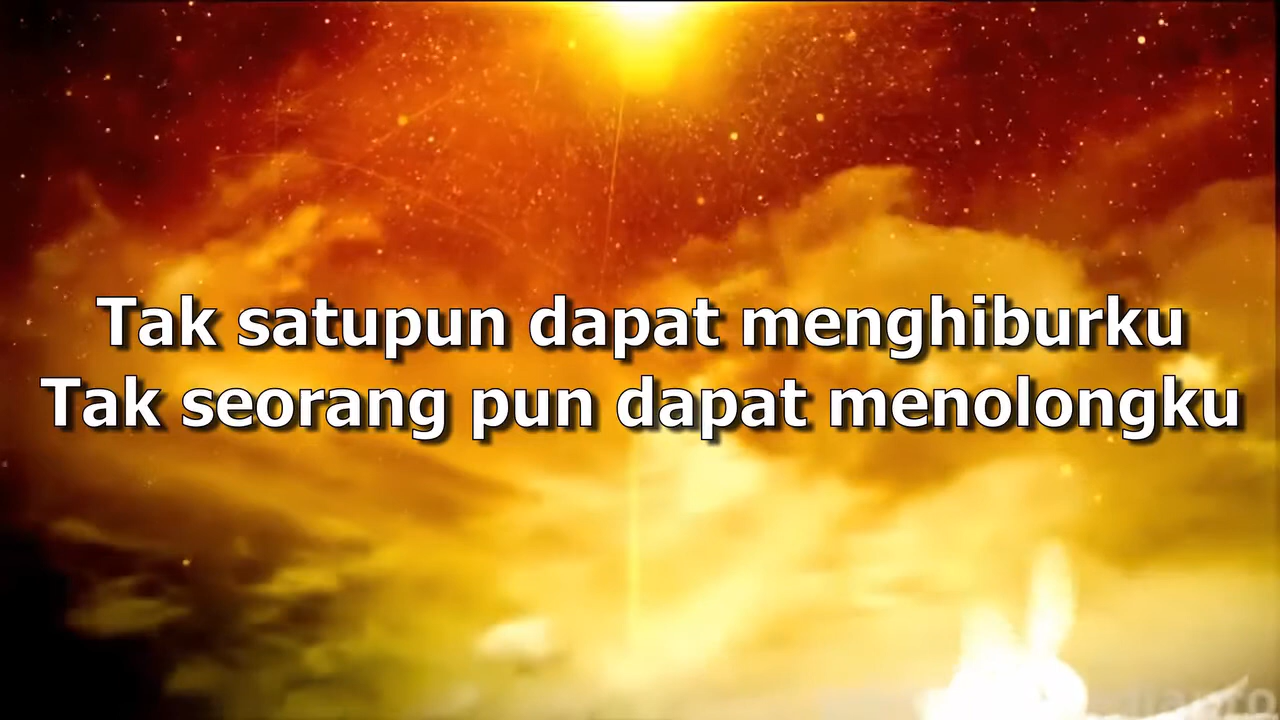 Tak satupun dapat menghiburku
Tak seorang pun dapat menolongku